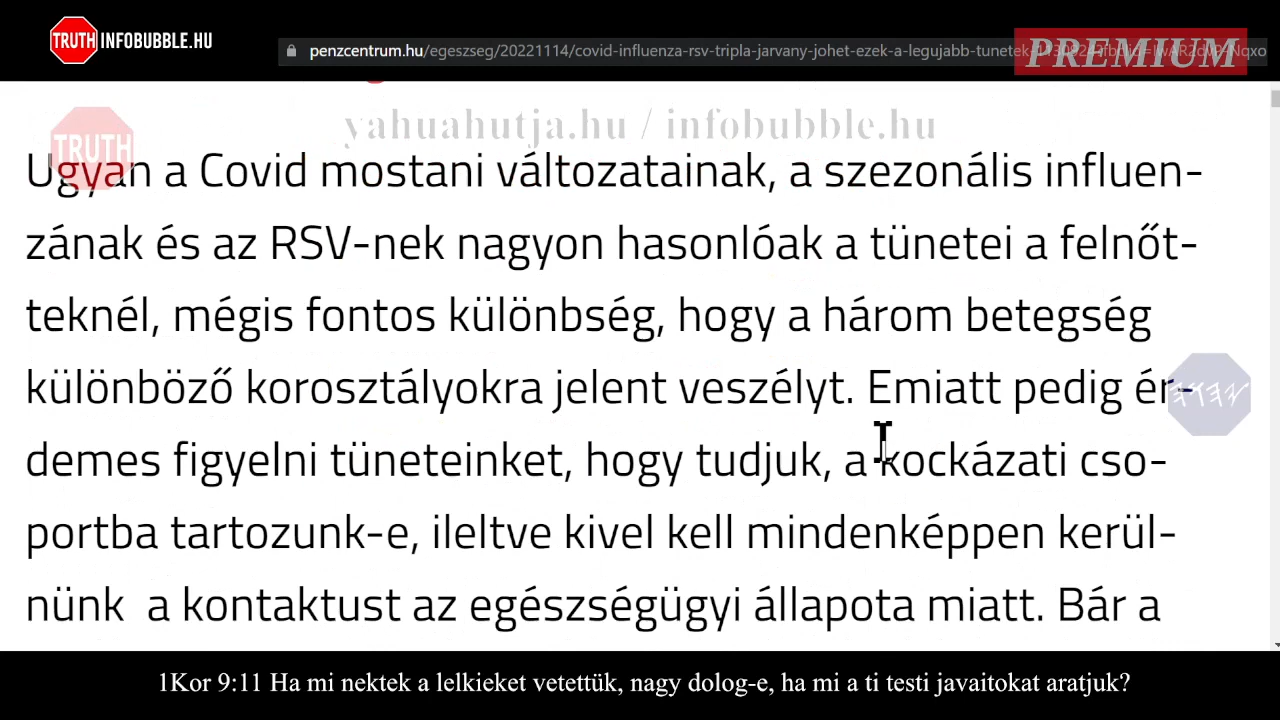 TRUTH INFOBUBBLE.HU
penzcentrum.hu/egeszseg/20221114/covid-influenza-rsv-tripla-jarvany-johet-ezek-a-legujabb-tunetek
PREMIUM
yahuahutja.hu / infobubble.hu
TRUTH
Ugyan a Covid mostani változatainak, a szezonális influen-
zának és az RSV-nek nagyon hasonlóak a tünetei a felnőt-
teknél, mégis fontos különbség, hogy a három betegség
különböző korosztályokra jelent veszélyt. Emiatt pedig ér-
demes figyelni tüneteinket, hogy tudjuk, a kockázati cso-
portba tartozunk-e, ileltve kivel kell mindenképpen kerül-
nünk a kontaktust az egészségügyi állapota miatt. Bár a
1Kor 9:11 Ha mi nektek a lelkieket vetettük, nagy dolog-e, ha mi a ti testi javaitokat aratjuk?